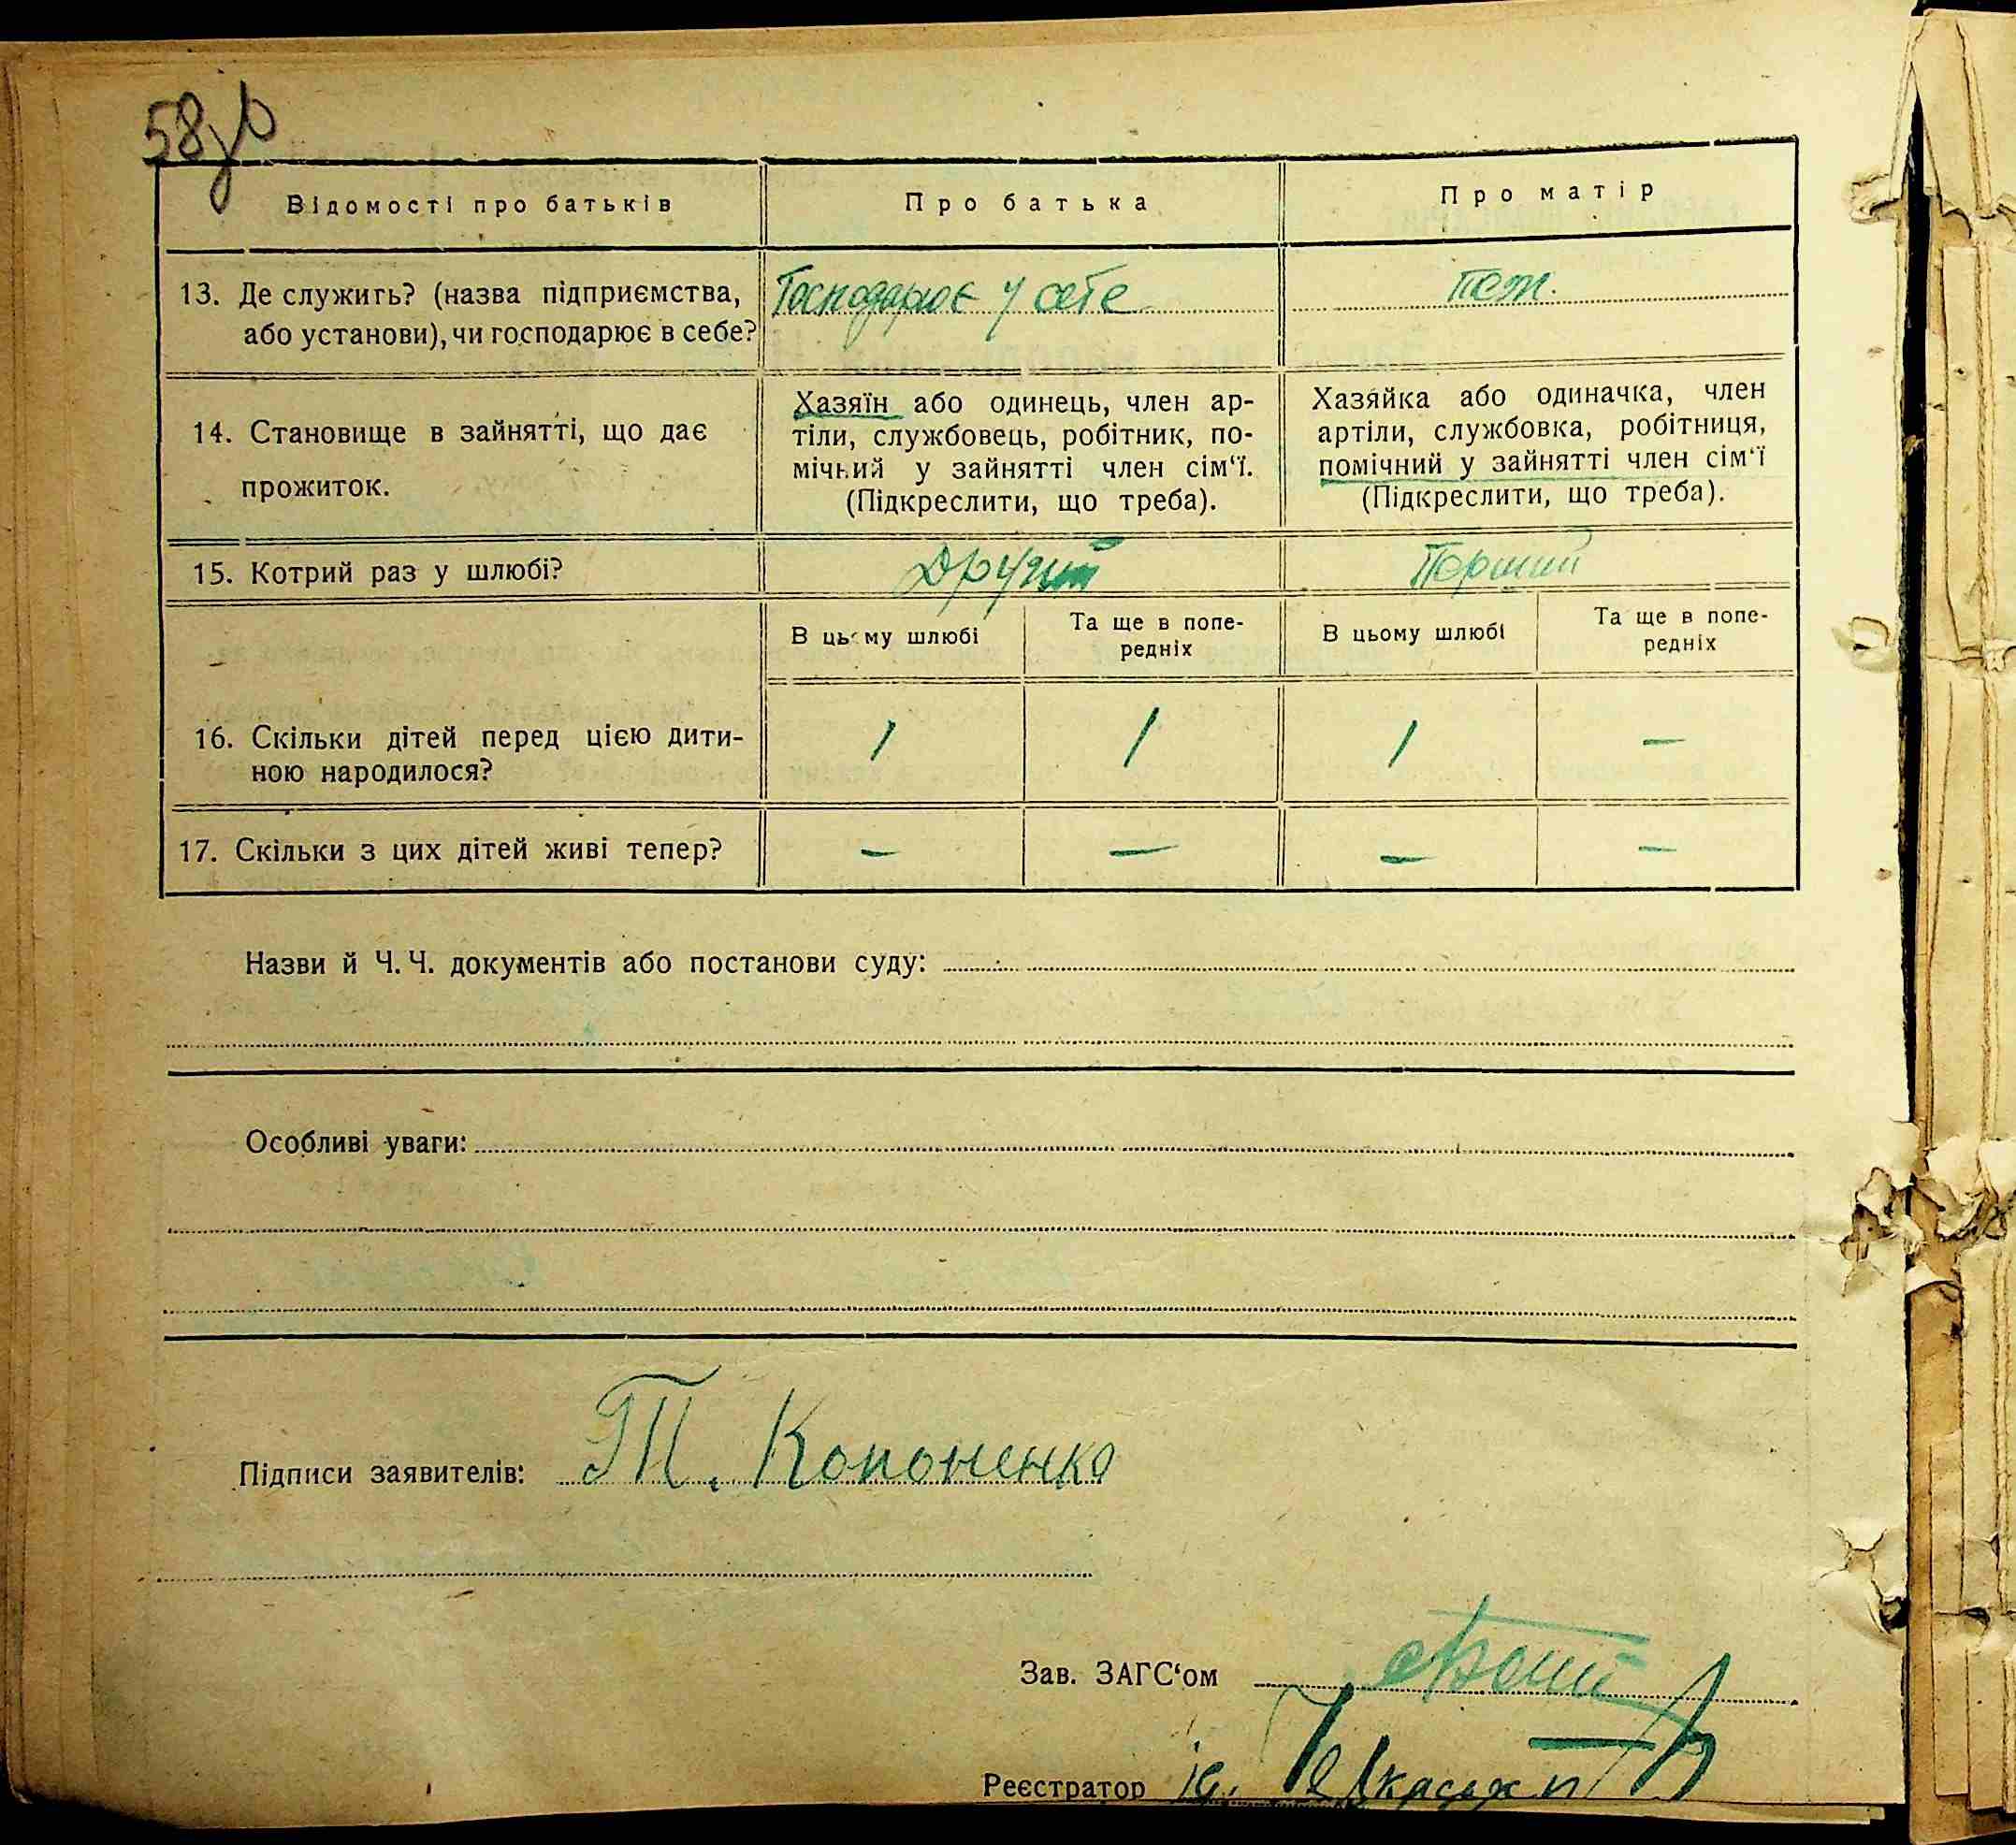 58зв
Відомості про батьків
Про батька
Про матір
13. Де служить? (назва підприємства,
або установи), чи господарює в себе?
Господарює у себе
теж.
14. Становище в зайнятті, що дає
прожиток.
Хазяїн або одинець, член ар-
тіли, службовець, робітник, по-
мічний у зайнятті член сім‘ї.
(Підкреслити, що треба).
Хазяйка або одиначка, член
артіли, службовка, робітниця,
помічний у зайнятті член сім‘ї
(Підкреслити, що треба).
15. Котрий раз у шлюбі?
Другий
Перший
В цьому шлюбі
Та ще в попе-
редніх
В цьому шлюбі
Та ще в попе-
редніх
16. Скільки дітей перед цією дити-
ною народилося?
1
1
1
—
17. Скільки з цих дітей живі тепер?
—
—
—
—
Назви й Ч. Ч. документів або постанови суду:
Особливі уваги:
Підписи заявителів: Т. Кононенко
Зав. ЗАГС‘ом
Реєстратор